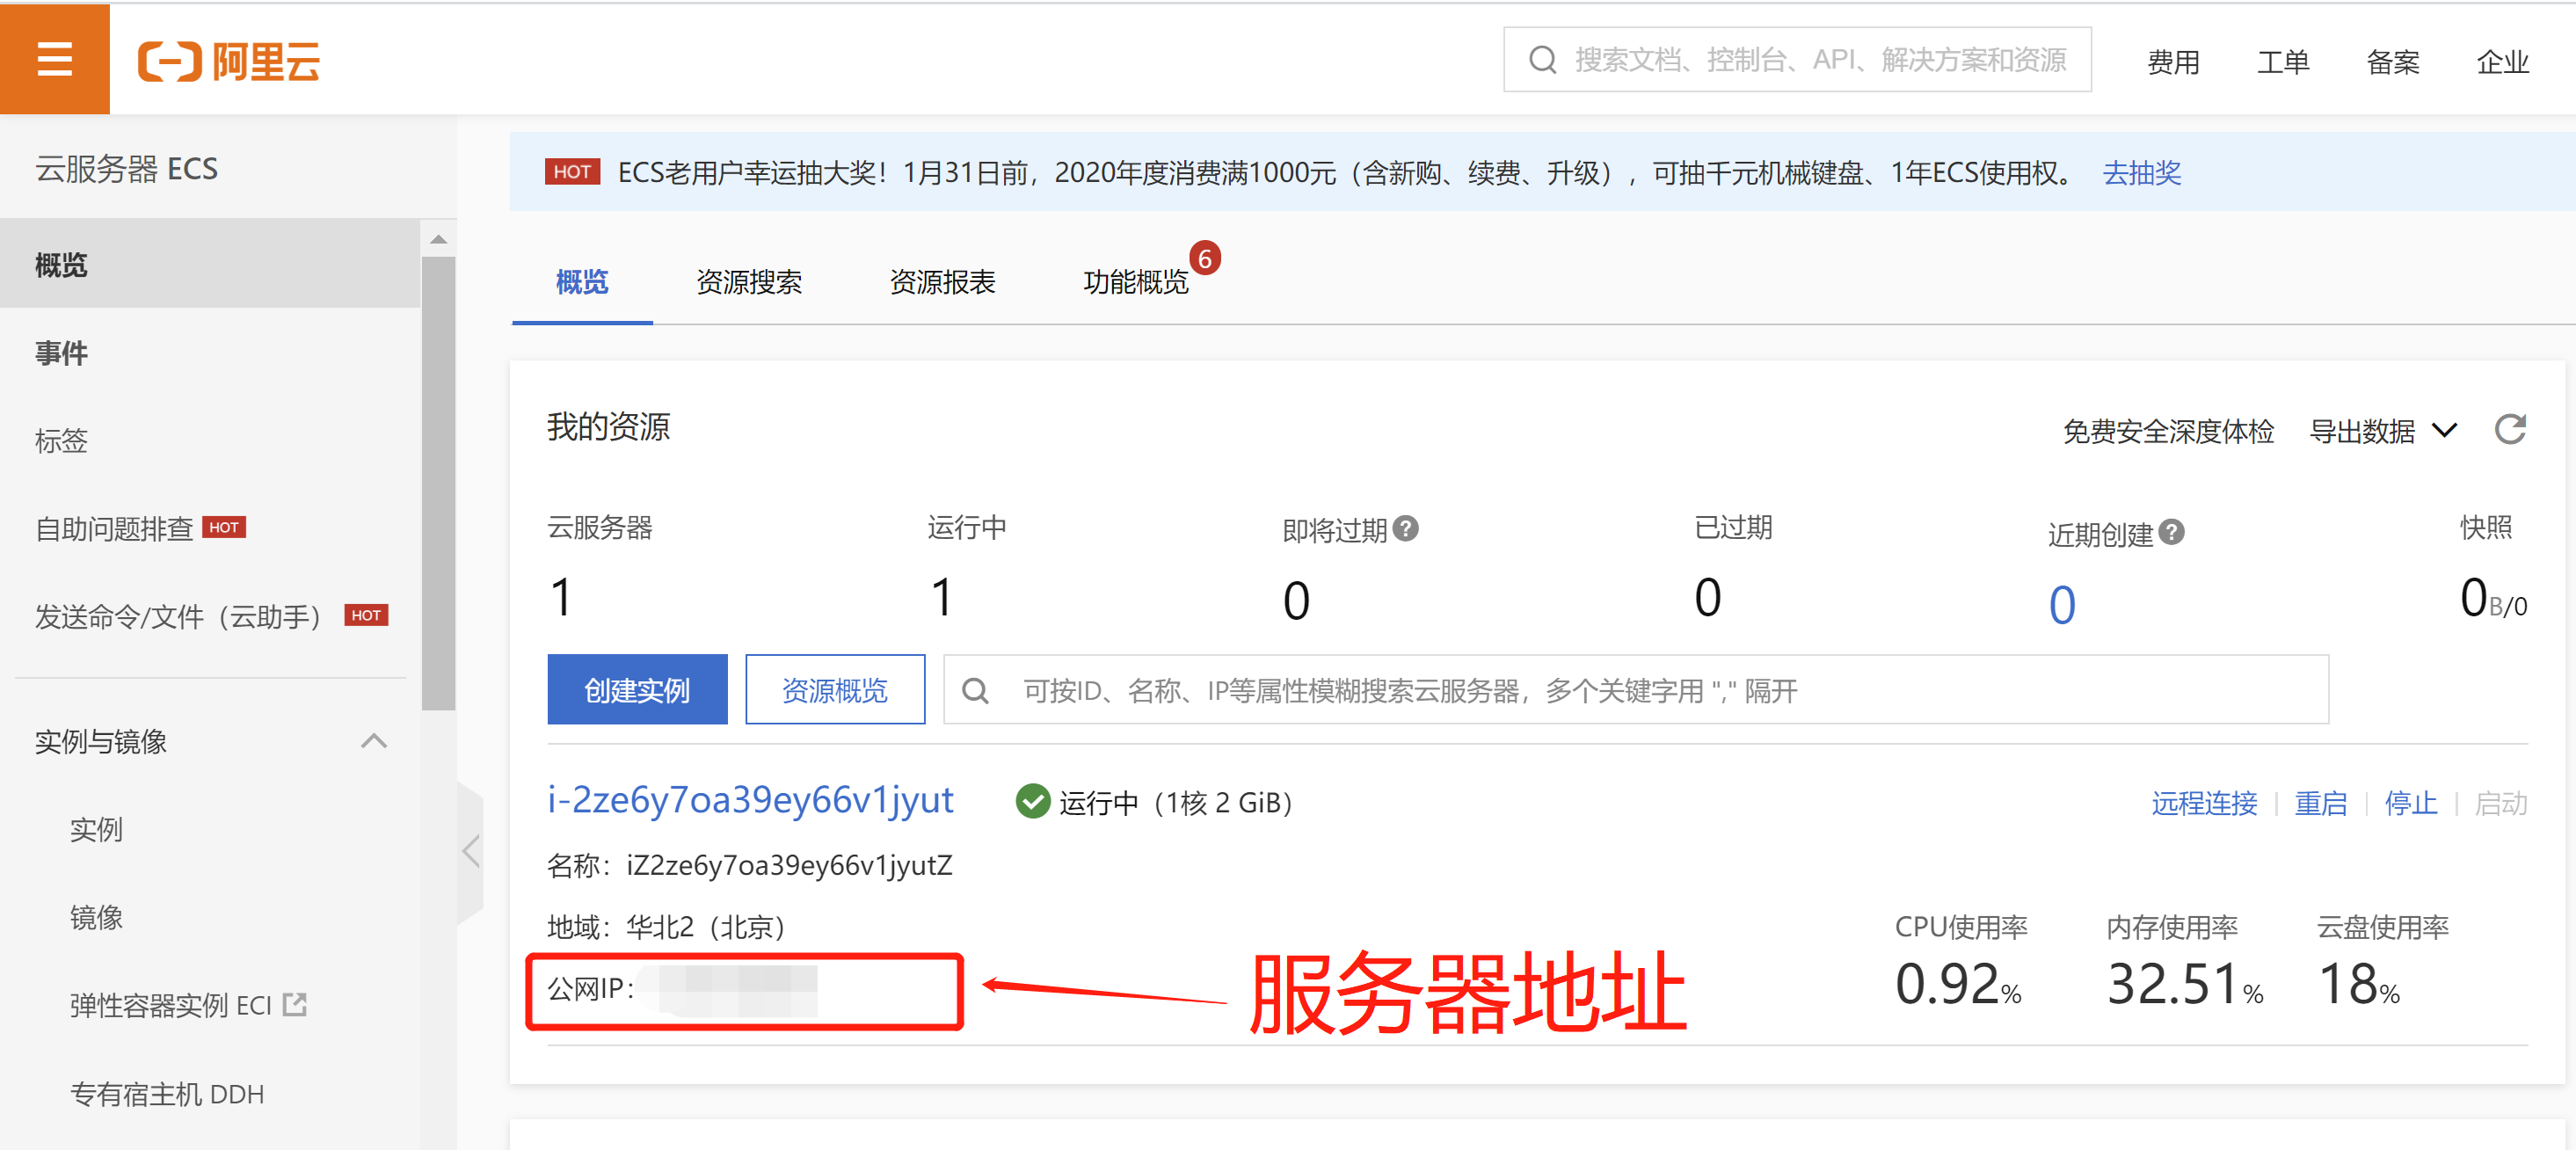 阿里云
搜索文档、控制台、API、解决方案和资源
费用
工单
备案
企业
云服务器 ECS
概览
事件
标签
自助问题排查 HOT
发送命令/文件（云助手） HOT
实例与镜像
实例
镜像
弹性容器实例 ECI
专有宿主机 DDH
HOT ECS老用户幸运抽大奖！1月31日前，2020年度消费满1000元（含新购、续费、升级），可抽千元机械键盘、1年ECS使用权。 去抽奖
概览
资源搜索
资源报表
功能概览
6
我的资源
免费安全深度体检
导出数据
云服务器
运行中
即将过期
已过期
近期创建
快照
1
1
0
0
0
0B/0
创建实例
资源概览
可按ID、名称、IP等属性模糊搜索云服务器，多个关键字用 "," 隔开
i-2ze6y7oa39ey66v1jyut
运行中（1核 2 GiB）
远程连接
重启
停止
启动
名称：iZ2ze6y7oa39ey66v1jyutZ
地域：华北2（北京）
公网IP:
服务器地址
CPU使用率
内存使用率
云盘使用率
0.92%
32.51%
18%